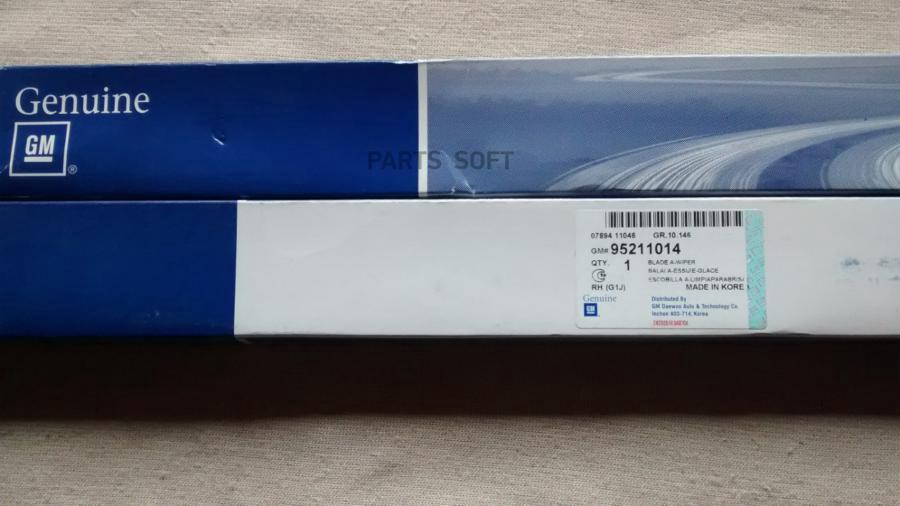 Genuine
GM
®
PARTS SOFT
07894 11046 GR.10.146
GM# 95211014
QTY. 1
BLADE A-WIPER
BALAI A-ESSUIE-GLACE
ESCOBILLA A-LIMPIAPARABRISA
RH (G1J) MADE IN KOREA
Genuine
GM
Distributed By
GM Daewoo Auto & Technology Co.
Incheon 403-714, Korea